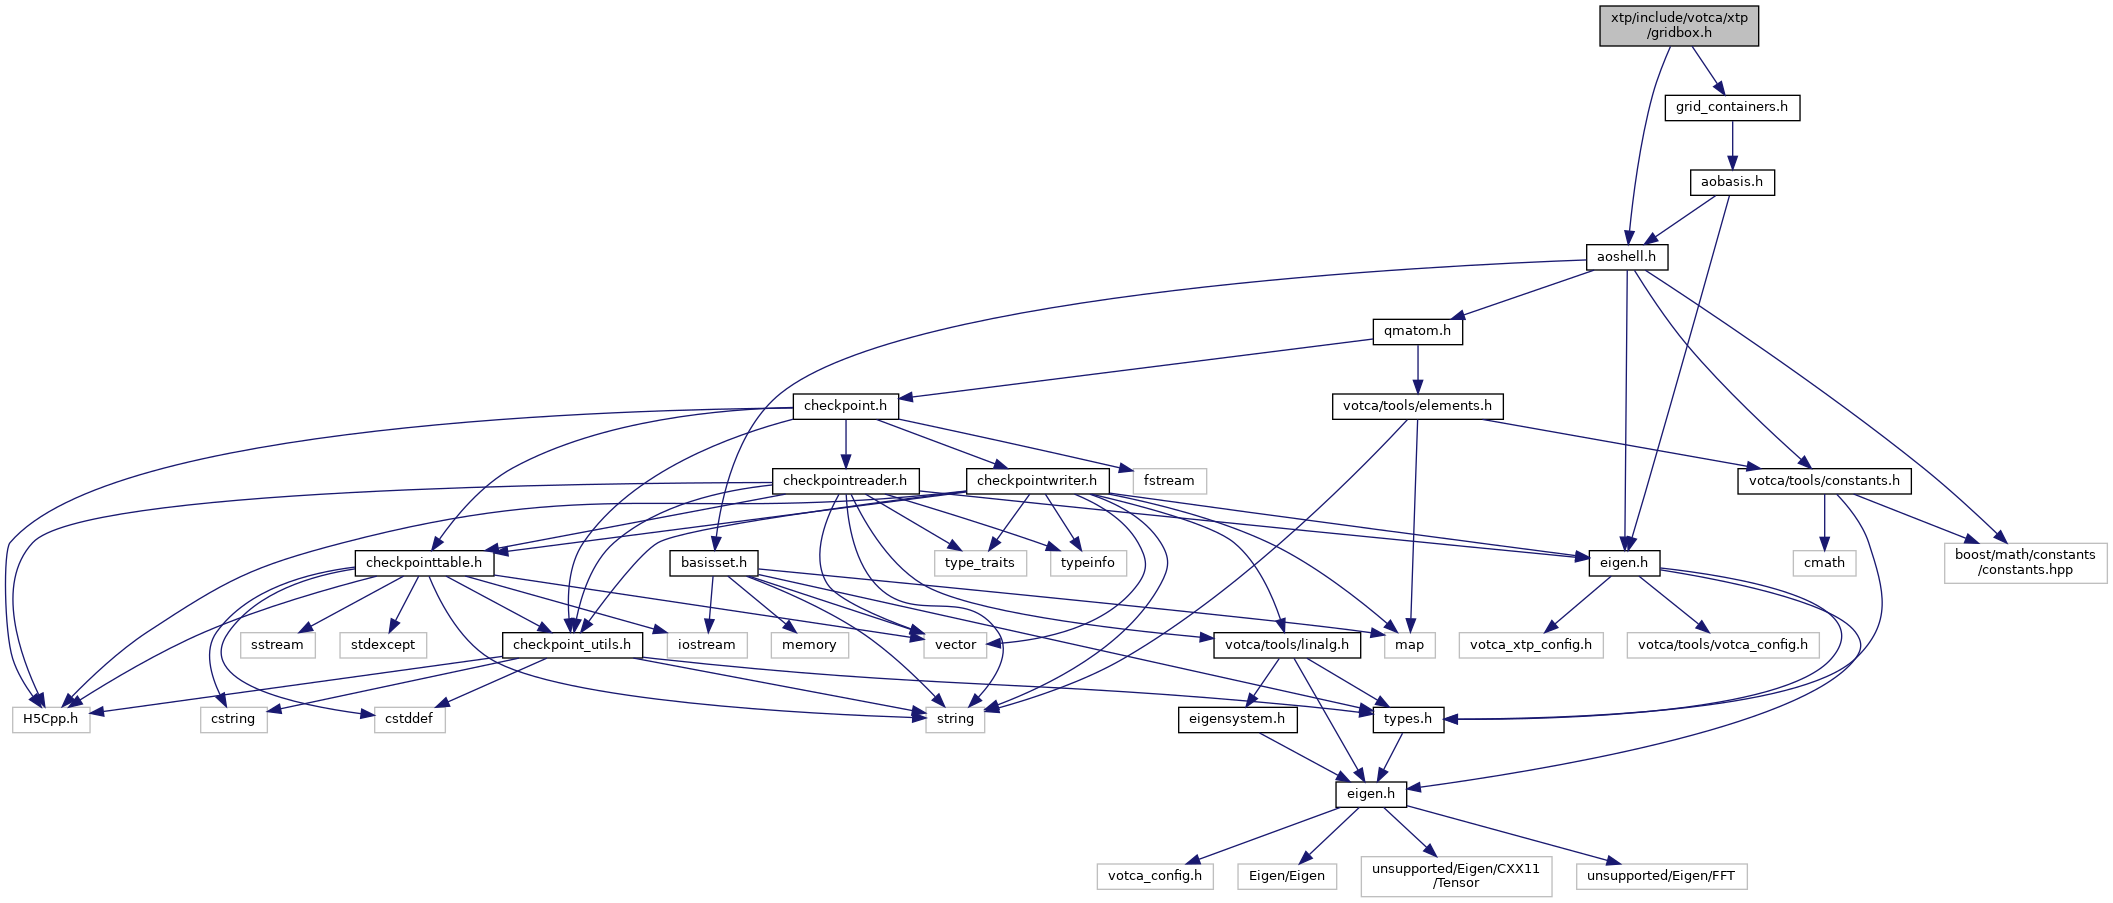 xtp/include/votca/xtp
/gridbox.h
grid_containers.h
aobasis.h
aoshell.h
qmatom.h
checkpoint.h
votca/tools/elements.h
checkpointreader.h
checkpointwriter.h
fstream
votca/tools/constants.h
checkpointtable.h
basisset.h
type_traits
typeinfo
eigen.h
cmath
boost/math/constants
/constants.hpp
sstream
stdexcept
checkpoint_utils.h
iostream
memory
vector
votca/tools/linalg.h
map
votca_xtp_config.h
votca/tools/votca_config.h
H5Cpp.h
cstring
cstddef
string
eigensystem.h
types.h
eigen.h
votca_config.h
Eigen/Eigen
unsupported/Eigen/CXX11
/Tensor
unsupported/Eigen/FFT